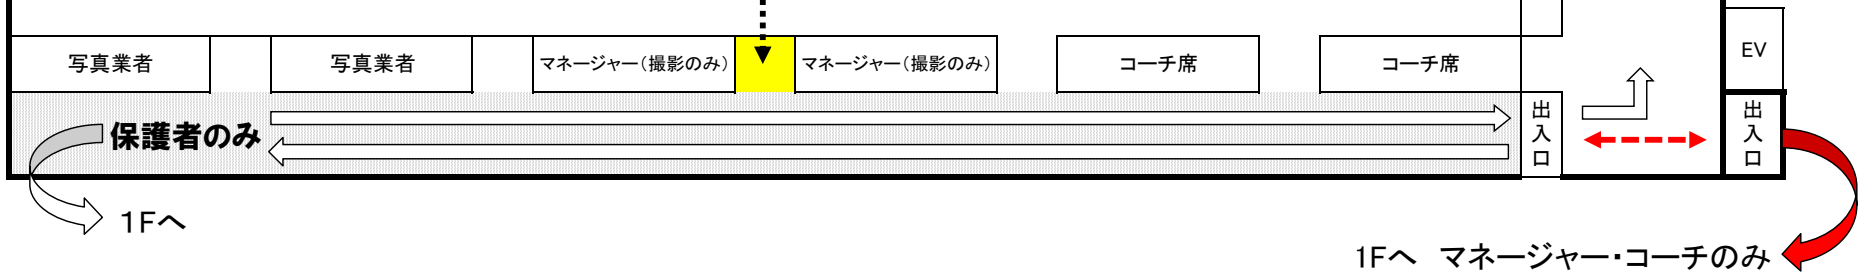 写真業者
写真業者
マネージャー（撮影のみ）
マネージャー（撮影のみ）
コーチ席
コーチ席
EV
保護者のみ
出入口
出入口
1Fへ
1Fへ　マネージャー・コーチのみ